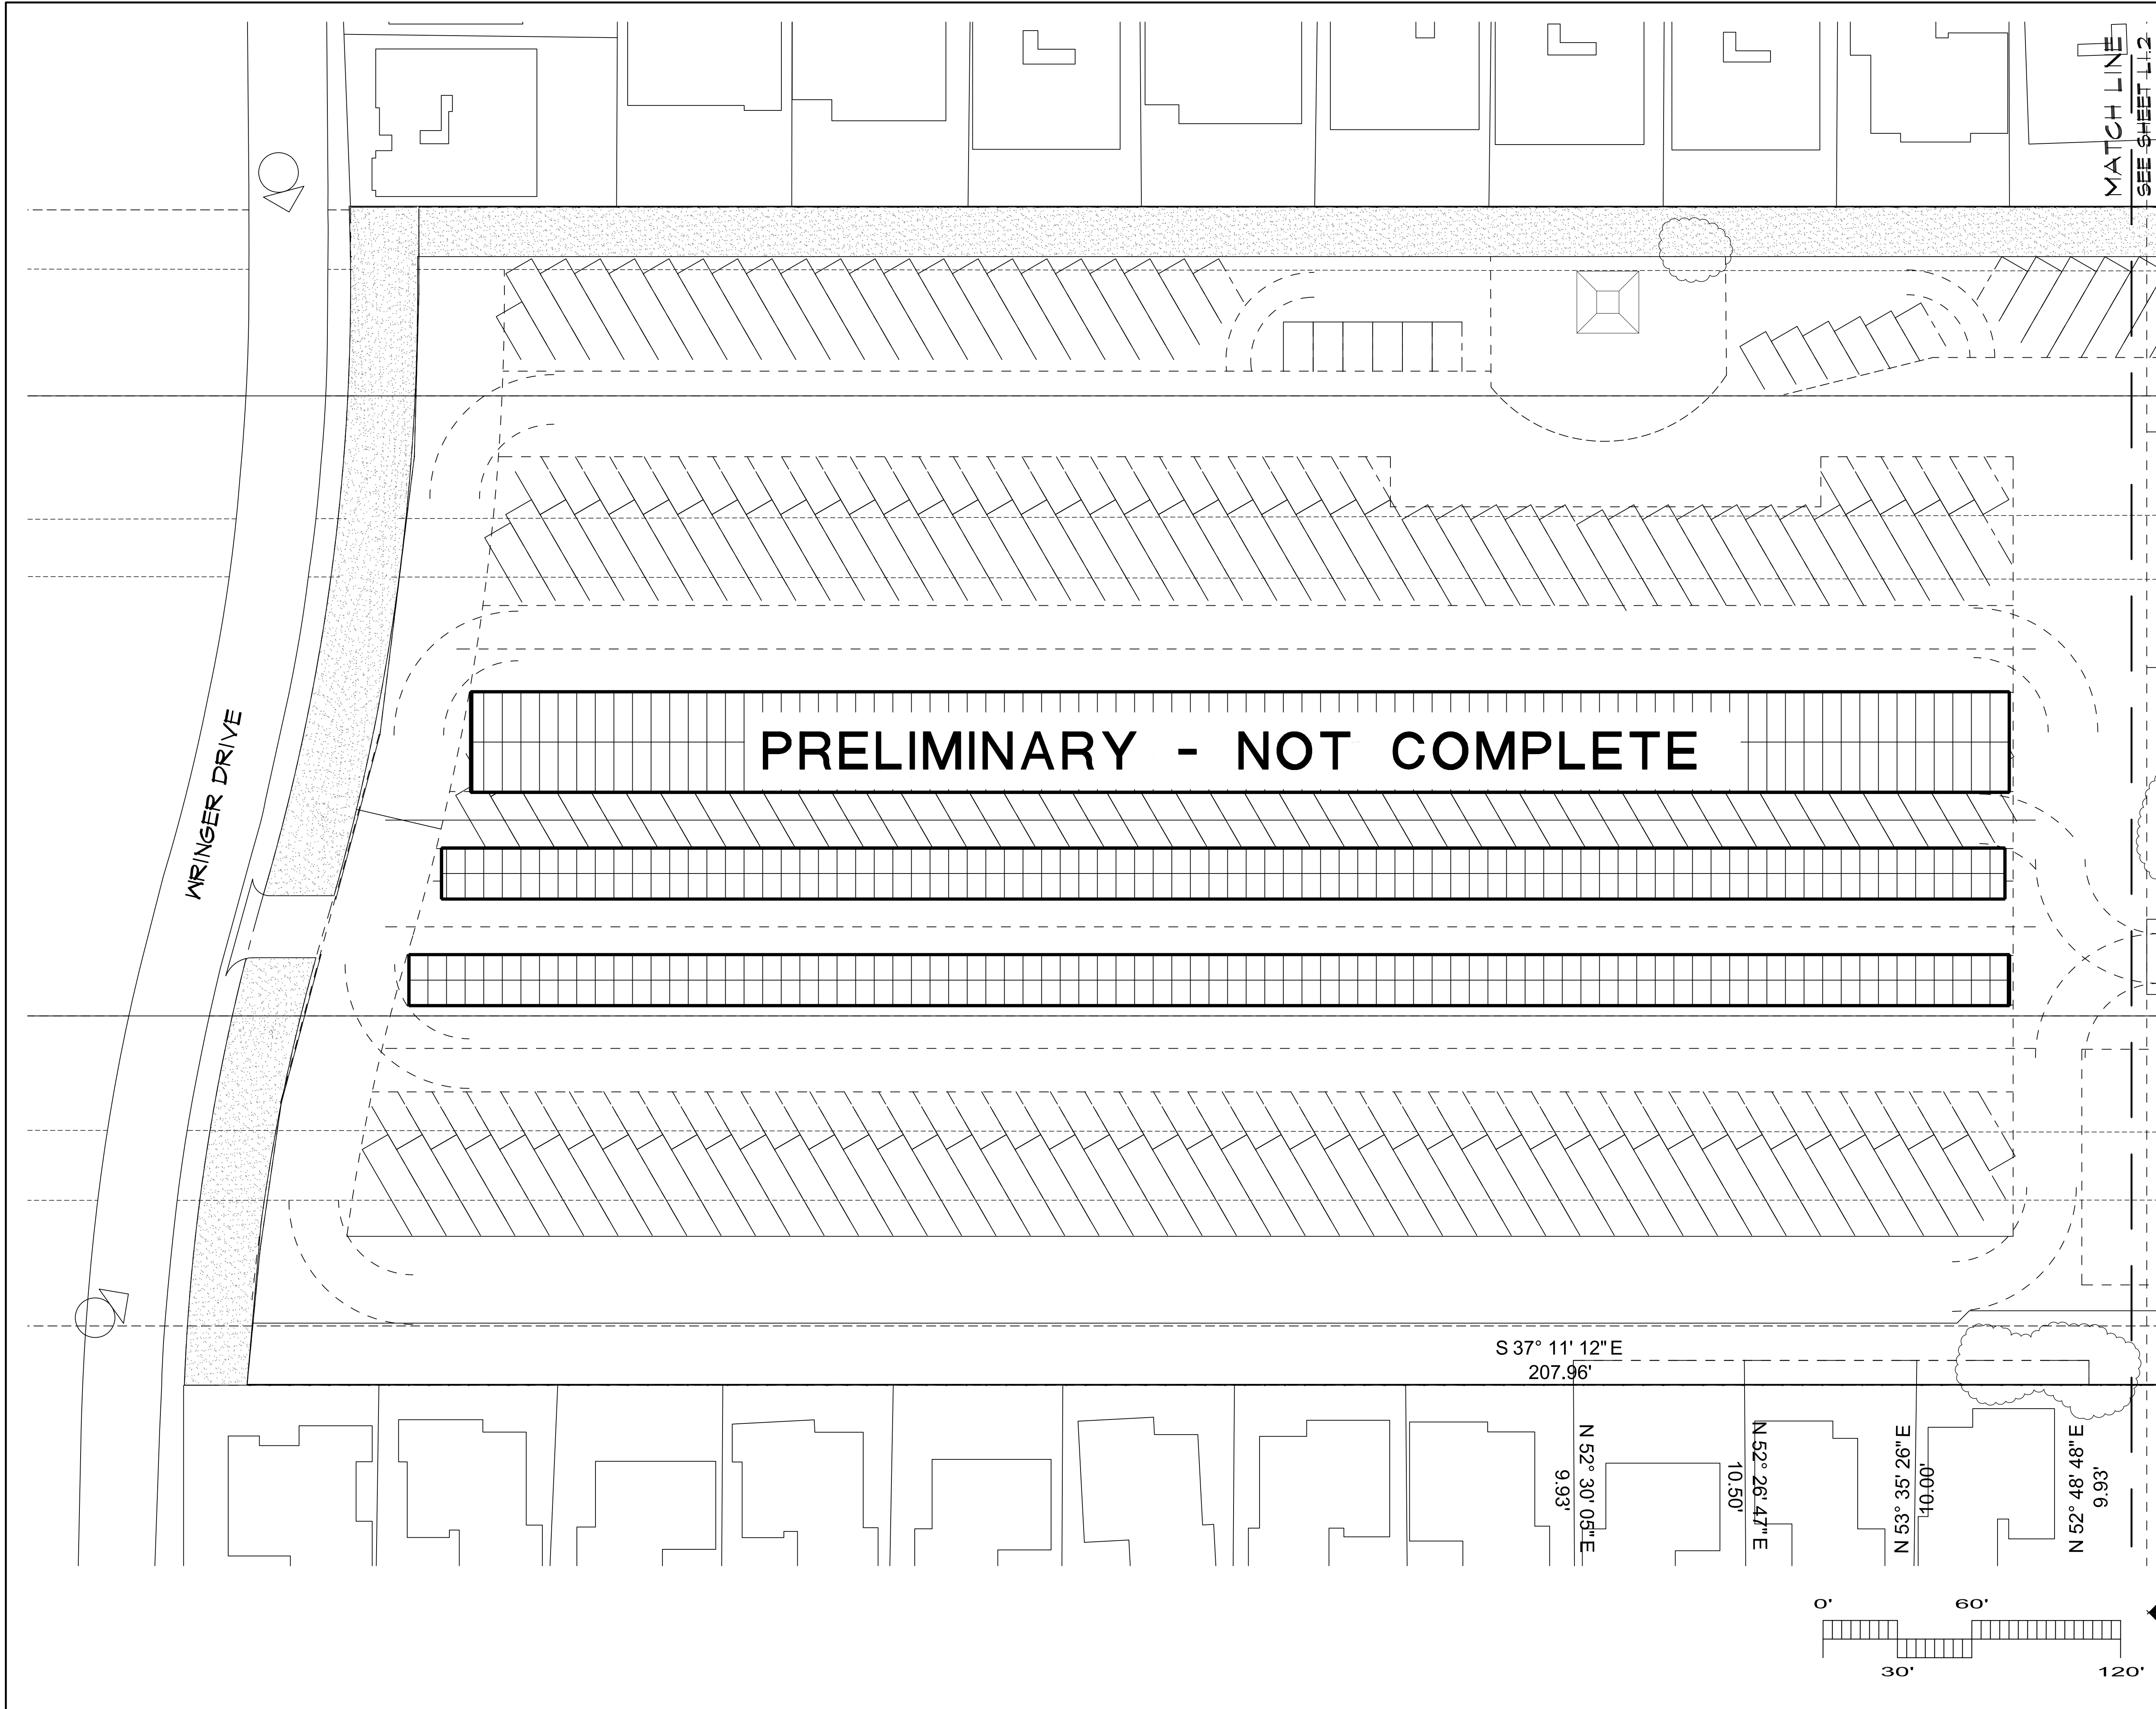 MATCH LINE
SEE SHEET L1.2
PRELIMINARY - NOT COMPLETE
WRINGER DRIVE
S 37° 11' 12" E
207.96'
N 52° 30' 05" E
9.93'
N 52° 26' 47" E
10.50'
N 53° 35' 26" E
10.00'
N 52° 48' 48" E
9.93'
0'
60'
30'
120'